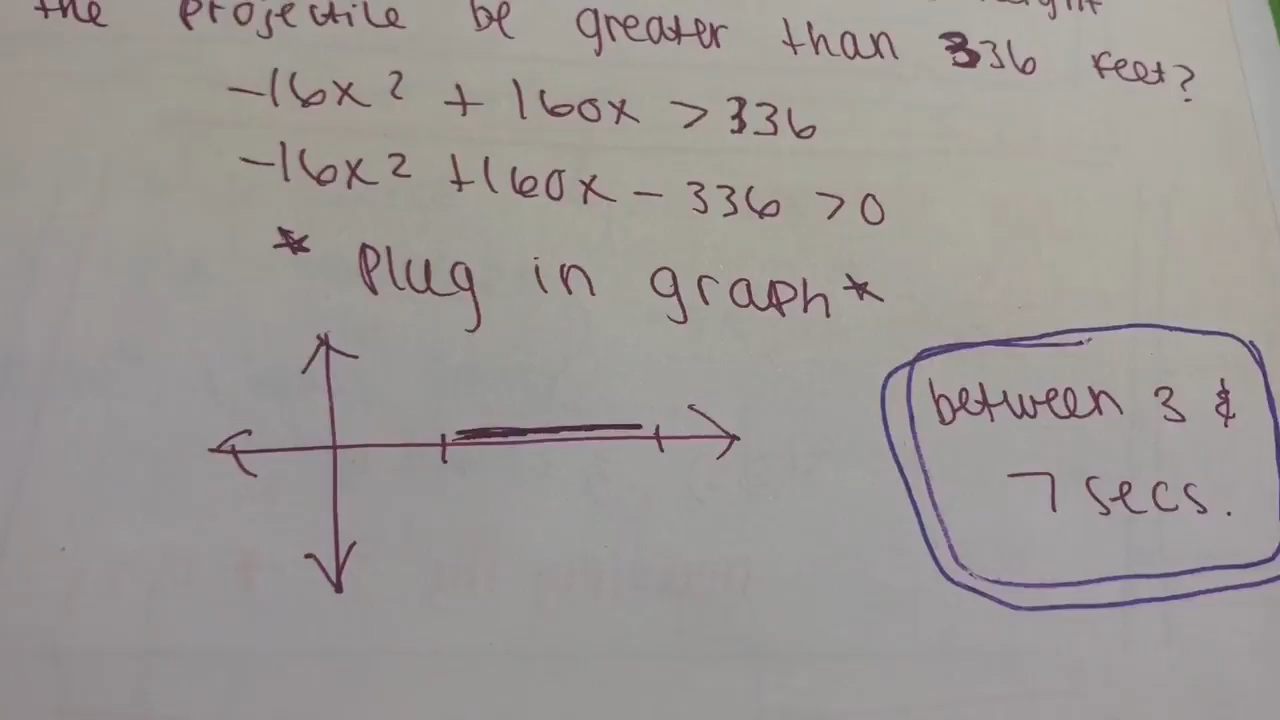 the projectile be greater than 336 feet?
-16x² + 160x > 336
-16x² +160x - 336 >0
* Plug in graph *
between 3 &
7 secs.